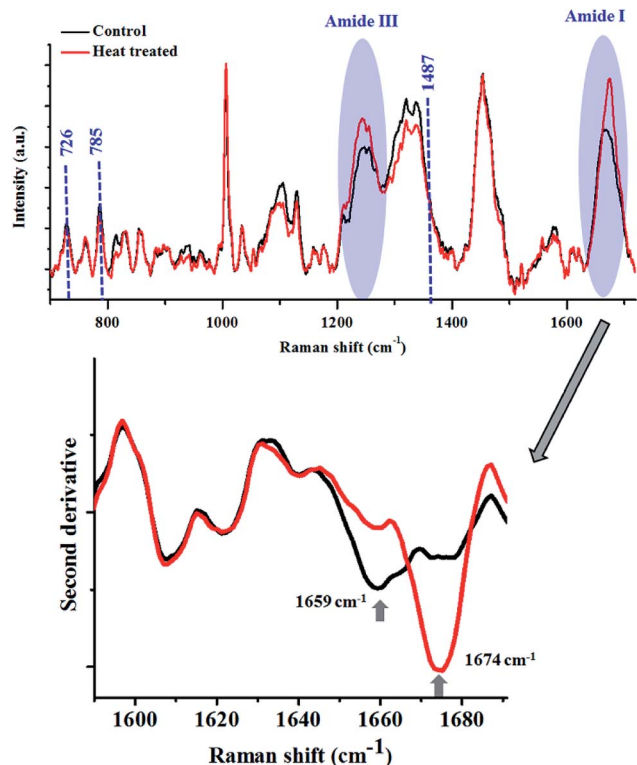 Amide III
Amide I
Control
Heat treated
726
785
1487
Intensity (a.u.)
800
1000
1200
1400
1600
Raman shift (cm-1)
Second derivative
1659 cm-1
1674 cm-1
1600
1620
1640
1660
1680
Raman shift (cm-1)